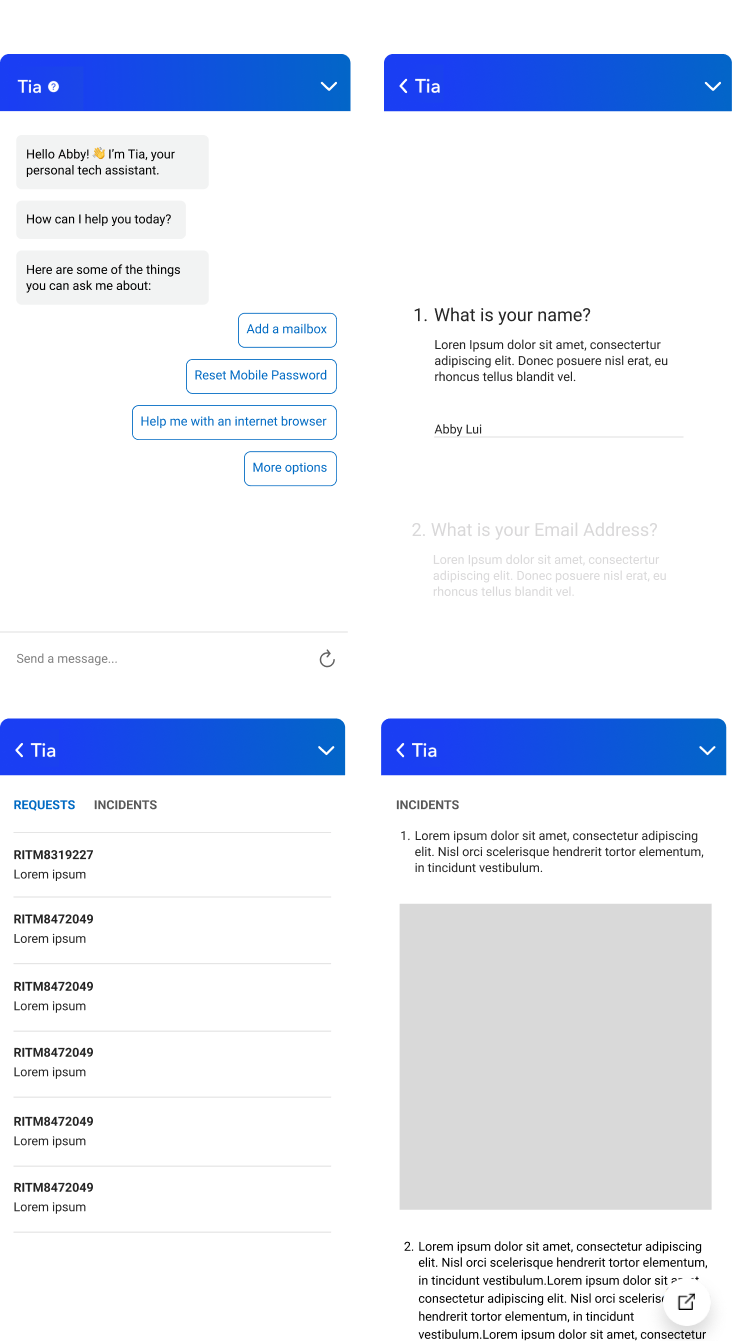 Tia ?
Hello Abby! 👋 I'm Tia, your
personal tech assistant.
How can I help you today?
Here are some of the things
you can ask me about:
Add a mailbox
Reset Mobile Password
Help me with an internet browser
More options
Send a message...
Tia
1. What is your name?
Loren Ipsum dolor sit amet, consectertur
adipiscing elit. Donec posuere nisl erat, eu
rhoncus tellus blandit vel.
Abby Lui
2. What is your Email Address?
Loren Ipsum dolor sit amet, consectertur
adipiscing elit. Donec posuere nisl erat, eu
rhoncus tellus blandit vel.
Tia
REQUESTS INCIDENTS
RITM8319227
Lorem ipsum
RITM8472049
Lorem ipsum
RITM8472049
Lorem ipsum
RITM8472049
Lorem ipsum
RITM8472049
Lorem ipsum
RITM8472049
Lorem ipsum
Tia
INCIDENTS
1. Lorem ipsum dolor sit amet, consectetur adipiscing
elit. Nisl orci scelerisque hendrerit tortor elementum,
in tincidunt vestibulum.
2. Lorem ipsum dolor sit amet, consectetur adipiscing
elit. Nisl orci scelerisque hendrerit tortor elementum,
in tincidunt vestibulum.Lorem ipsum dolor sit
consectetur adipiscing elit. Nisl orci
hendrerit tortor elementum, in tincidunt
vestibulum.Lorem ipsum dolor sit amet, consectetur